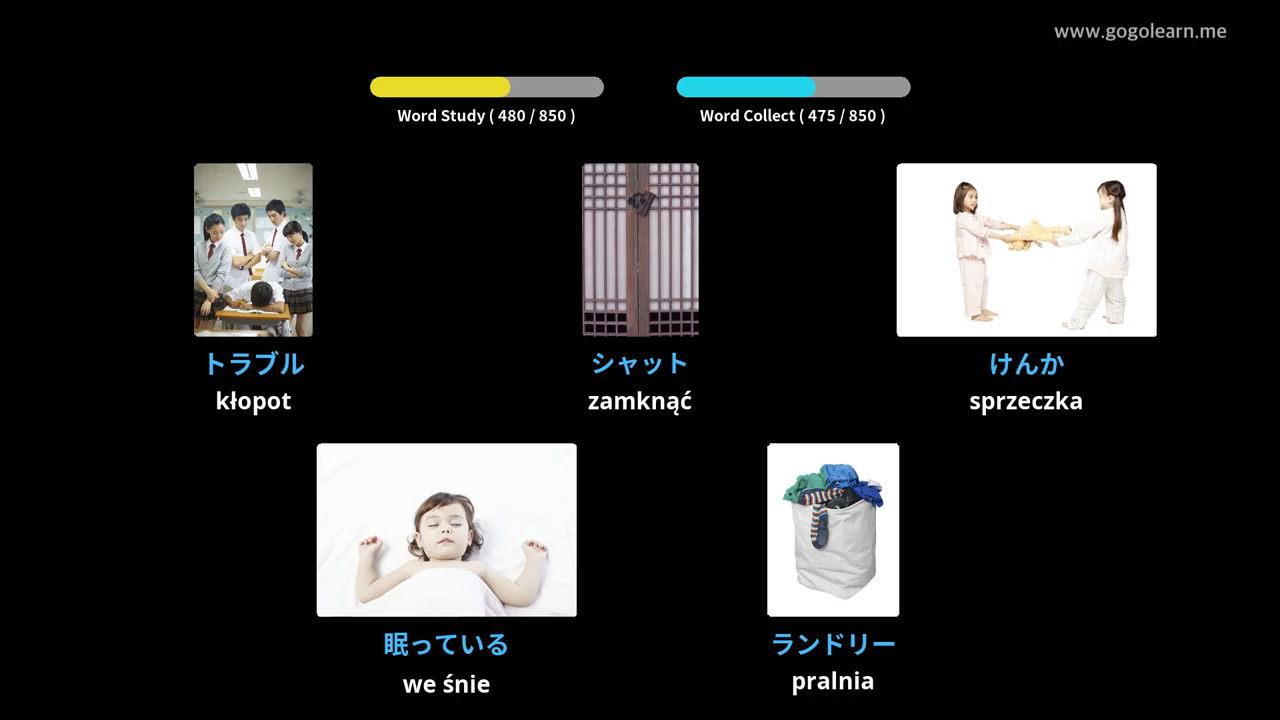 www.gogolearn.me
Word Study ( 480 / 850 )
Word Collect ( 475 / 850 )
トラブル
kłopot
シャット
zamknąć
けんか
sprzeczka
眠っている
we śnie
ランドリー
pralnia